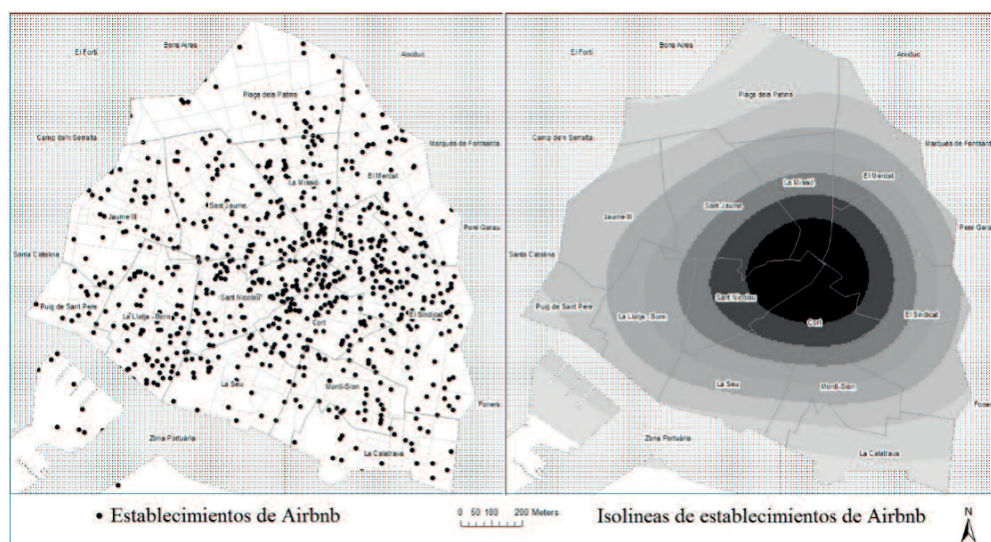 Bons Aires
El Fortí
Arxiduc
Plaça dels Patins
Camp d'en Serralta
Marquès de Fontsanta
La Missió
El Mercat
Sant Jaume
Jaume III
Pere Garau
Santa Catalina
Sant Nicolau
Puig de Sant Pere
La Llotja - Born
El Sindicat
Cort
La Seu
Monti-Sion
Foners
Zona Portuària
La Calatrava
Bons Aires
El Fortí
Arxiduc
Plaça dels Patins
Camp d'en Serralta
Marquès de Fontsanta
El Mercat
La Missió
Sant Jaume
Jaume III
Pere Garau
Santa Catalina
Sant Nicolau
Puig de Sant Pere
La Llotja - Born
El Sindicat
Cort
La Seu
Monti-Sion
Foners
Zona Portuària
La Calatrava
• Establecimientos de Airbnb
0 50 100 200 Meters
Isolineas de establecimientos de Airbnb
N